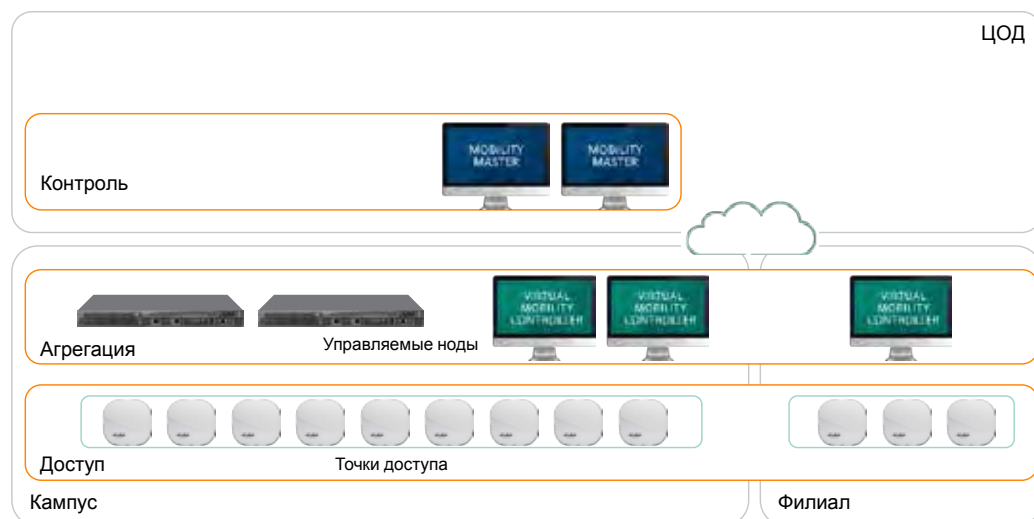 ЦОД
MOBILITY
MASTER
MOBILITY
MASTER
Контроль
VIRTUAL
MOBILITY
CONTROLLER
VIRTUAL
MOBILITY
CONTROLLER
VIRTUAL
MOBILITY
CONTROLLER
Управляемые ноды
Агрегация
Доступ
Точки доступа
Кампус
Филиал